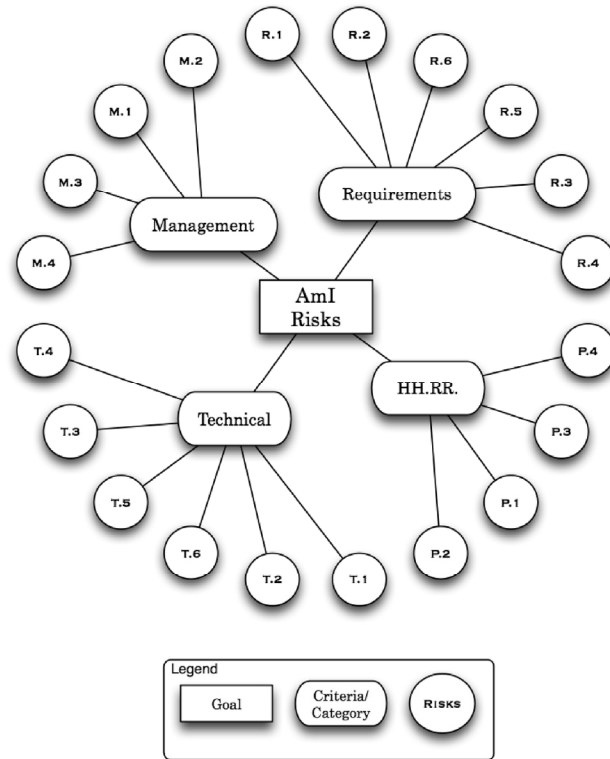 R.1
R.2
R.6
R.5
R.3
R.4
M.2
M.1
M.3
M.4
Requirements
Management
AmI
Risks
HH.RR.
Technical
T.4
T.3
T.5
T.6
T.2
T.1
P.4
P.3
P.1
P.2
Legend
Goal
Criteria/
Category
RISKS